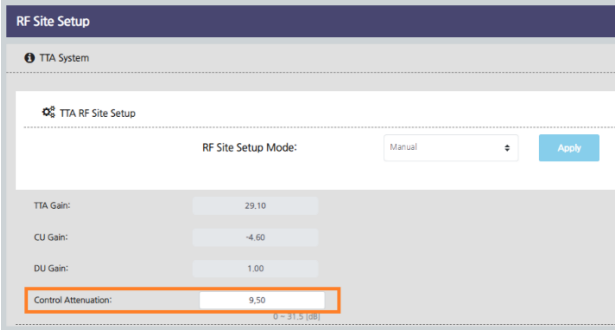 RF Site Setup
TTA System
TTA RF Site Setup
RF Site Setup Mode: Manual Apply
TTA Gain: 29.10
CU Gain: -4.60
DU Gain: 1.00
Control Attenuation: 9,50
0 ~ 31.5 [dB]